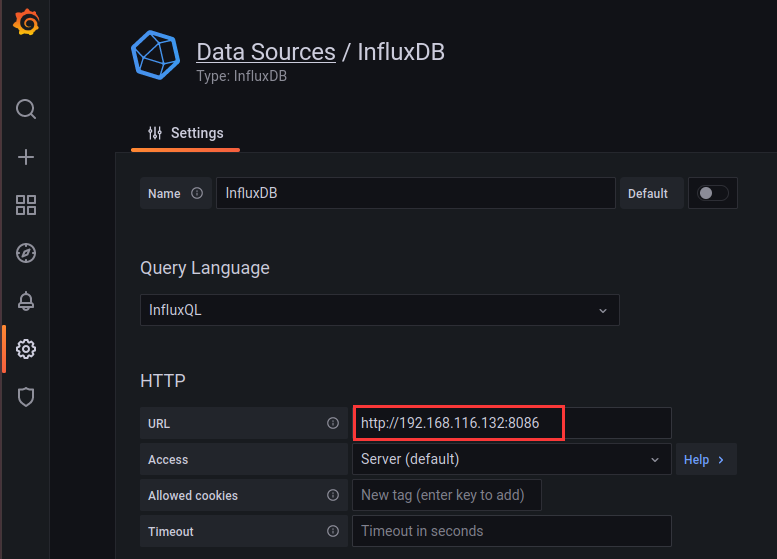 Data Sources / InfluxDB
Type: InfluxDB
Settings
Name InfluxDB Default
Query Language
InfluxQL
HTTP
URL http://192.168.116.132:8086
Access Server (default) Help
Allowed cookies New tag (enter key to add)
Timeout Timeout in seconds